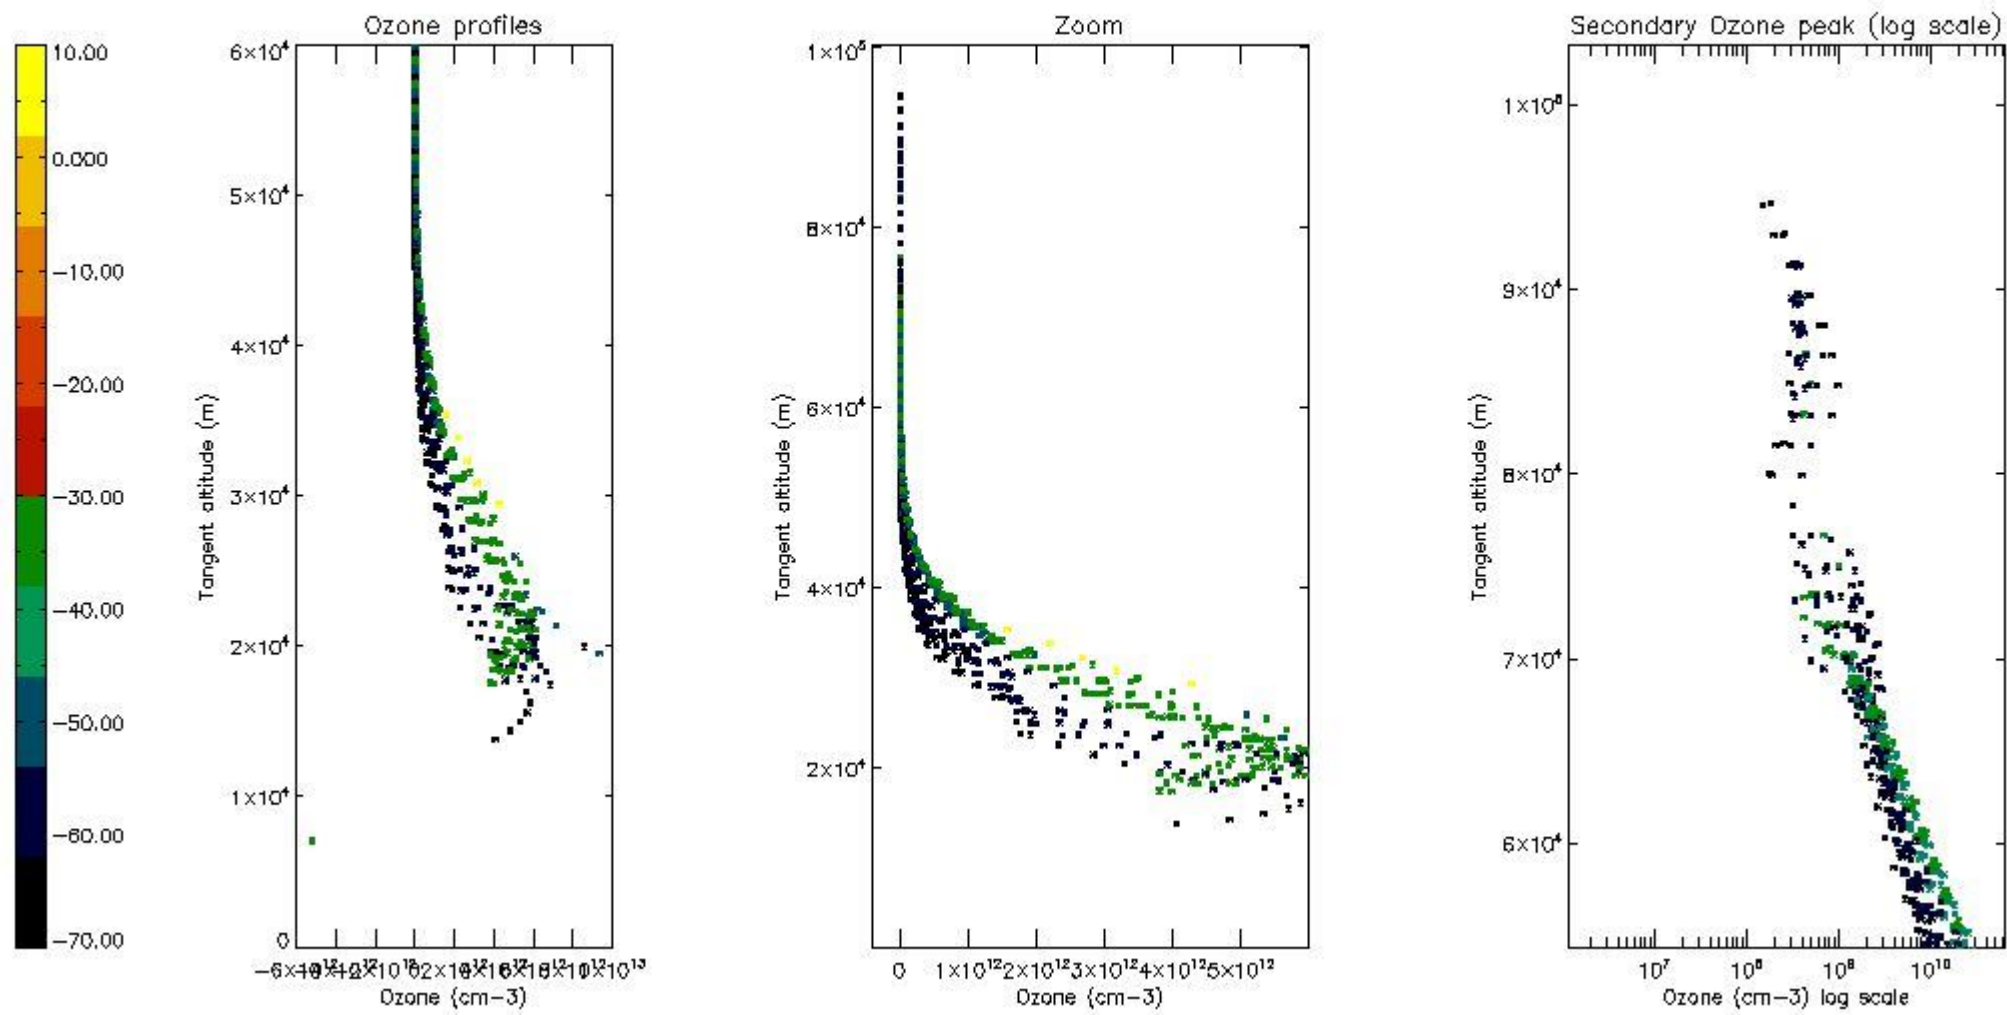 Ozone profiles
Zoom
Secondary Ozone peak (log scale)
10.00
0.000
−10.00
−20.00
−30.00
−40.00
−50.00
−60.00
−70.00
6×10⁴
5×10⁴
4×10⁴
3×10⁴
2×10⁴
1×10⁴
0
Tangent altitude (m)
Ozone (cm−3)
1×10⁵
8×10⁴
6×10⁴
4×10⁴
2×10⁴
Tangent altitude (m)
0 1×10¹² 2×10¹² 3×10¹² 4×10¹² 5×10¹²
Ozone (cm−3)
1×10⁵
9×10⁴
8×10⁴
7×10⁴
6×10⁴
Tangent altitude (m)
10⁷ 10⁸ 10⁹ 10¹⁰
Ozone (cm−3) log scale